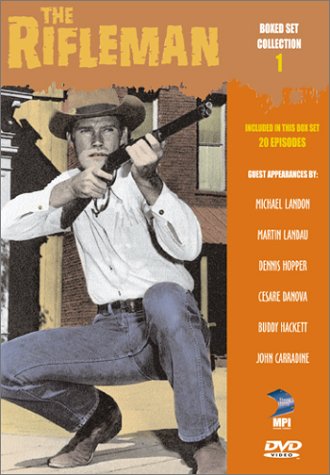 THE
RIFLEMAN
BOXED SET
COLLECTION
1
INCLUDED IN THIS BOX SET
20 EPISODES
GUEST APPEARANCES BY:
MICHAEL LANDON
MARTIN LANDAU
DENNIS HOPPER
CESARE DANOVA
BUDDY HACKETT
JOHN CARRADINE
MPI
DVD
VIDEO